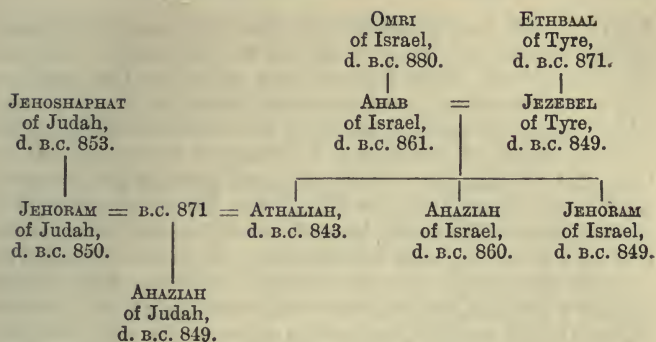 OMRI
of Israel,
d. B.C. 880.
ETHBAAL
of Tyre,
d. B.C. 871.
JEHOSHAPHAT
of Judah,
d. B.C. 853.
AHAB
of Israel,
d. B.C. 861.
=
JEZEBEL
of Tyre,
d. B.C. 849.
JEHORAM = B.C. 871 = ATHALIAH,
of Judah,
d. B.C. 850.
d. B.C. 843.
AHAZIAH
of Israel,
d. B.C. 860.
JEHORAM
of Israel,
d. B.C. 849.
AHAZIAH
of Judah,
d. B.C. 849.